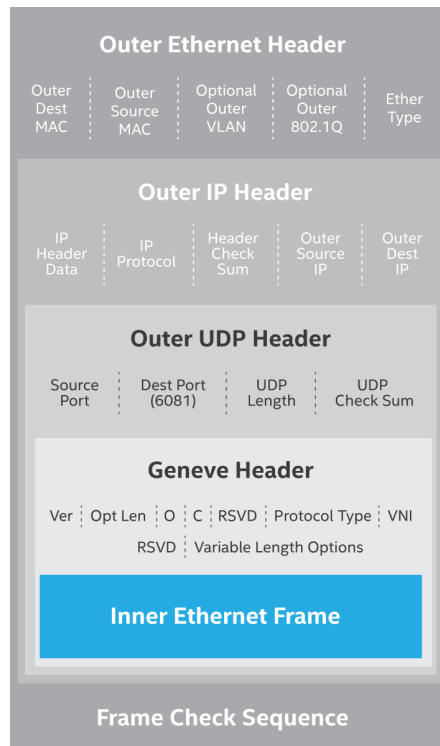 Outer Ethernet Header
Outer Dest MAC
Outer Source MAC
Optional Outer VLAN
Optional Outer 802.1Q
Ether Type
Outer IP Header
IP Header Data
IP Protocol
Header Check Sum
Outer Source IP
Outer Dest IP
Outer UDP Header
Source Port
Dest Port (6081)
UDP Length
UDP Check Sum
Geneve Header
Ver Opt Len O C RSVD Protocol Type VNI
RSVD Variable Length Options
Inner Ethernet Frame
Frame Check Sequence